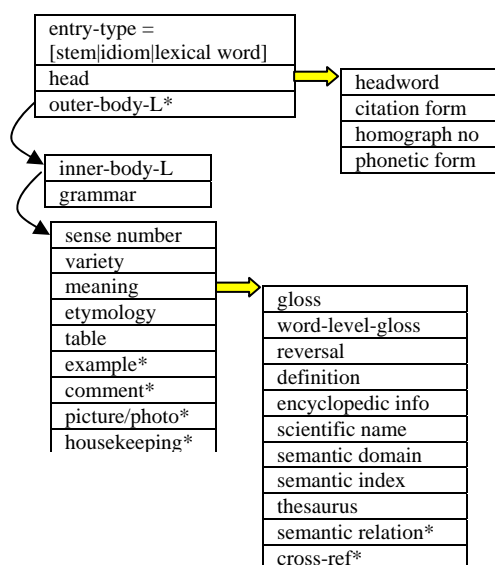 entry-type =
[stem|idiom|lexical word]
head
outer-body-L*
headword
citation form
homograph no
phonetic form
inner-body-L
grammar
sense number
variety
meaning
etymology
table
example*
comment*
picture/photo*
housekeeping*
gloss
word-level-gloss
reversal
definition
encyclopedic info
scientific name
semantic domain
semantic index
thesaurus
semantic relation*
cross-ref*